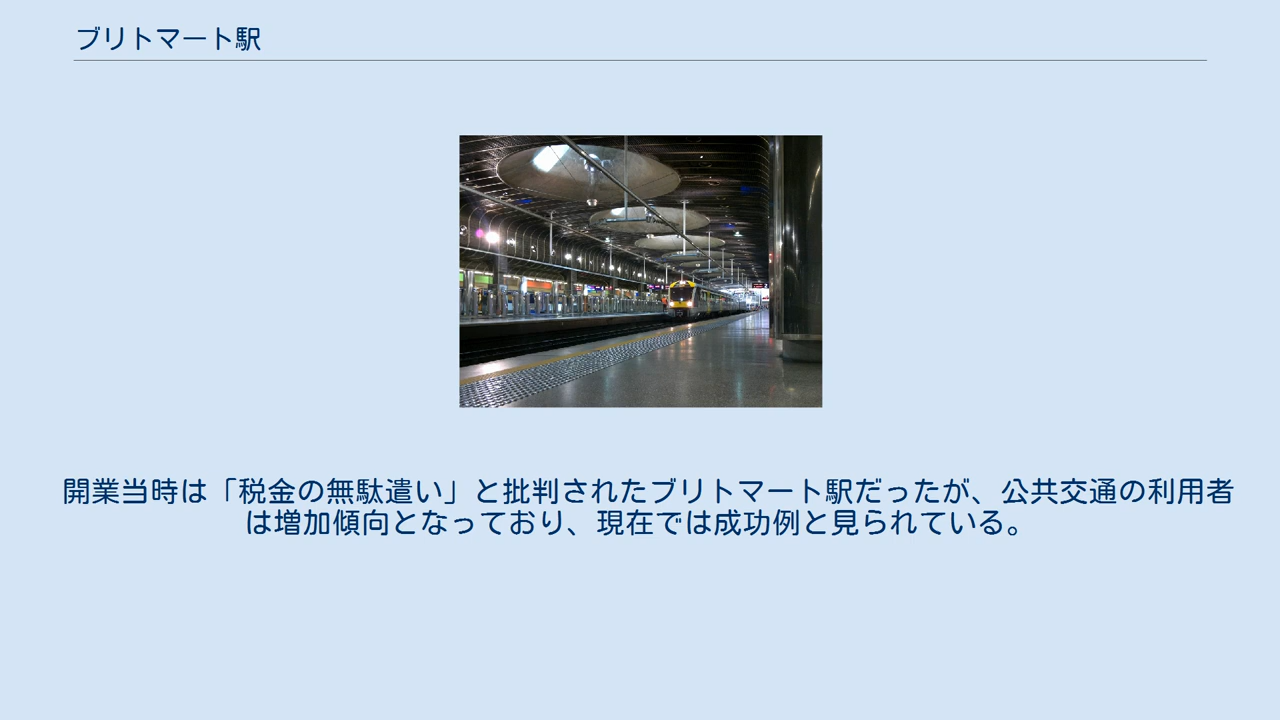 ブリトマート駅
開業当時は「税金の無駄遣い」と批判されたブリトマート駅だったが、公共交通の利用者
は増加傾向となっており、現在では成功例と見られている。